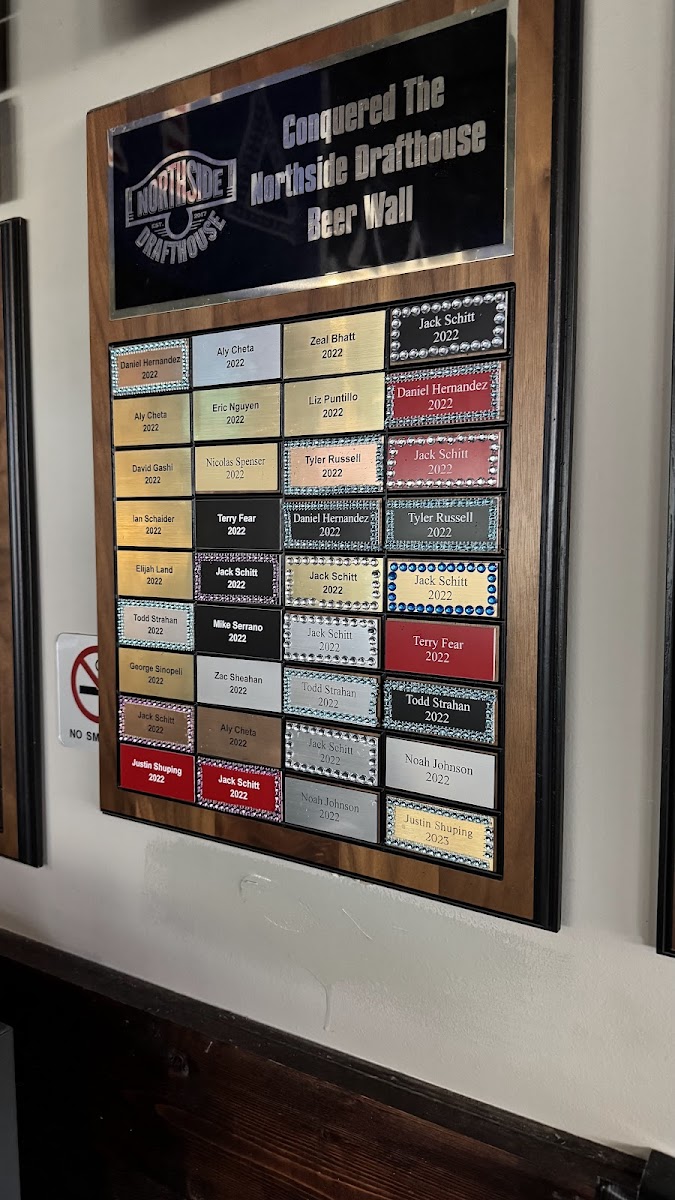 NORTHSIDE
EST. 2017
DRAFTHOUSE
Conquered The
Northside Drafthouse
Beer Wall
Daniel Hernandez
2022
Aly Cheta
2022
Zeal Bhatt
2022
Jack Schitt
2022
Aly Cheta
2022
Eric Nguyen
2022
Liz Puntillo
2022
Daniel Hernandez
2022
David Gashi
2022
Nicolas Spenser
2022
Tyler Russell
2022
Jack Schitt
2022
Ian Schaider
2022
Terry Fear
2022
Daniel Hernandez
2022
Tyler Russell
2022
Elijah Land
2022
Jack Schitt
2022
Jack Schitt
2022
Jack Schitt
2022
Todd Strahan
2022
Mike Serrano
2022
Jack Schitt
2022
Terry Fear
2022
George Sinopeli
2022
Zac Sheahan
2022
Todd Strahan
2022
Todd Strahan
2022
Jack Schitt
2022
Aly Cheta
2022
Jack Schitt
2022
Noah Johnson
2022
Justin Shuping
2022
Jack Schitt
2022
Noah Johnson
2022
Justin Shuping
2023
NO SM